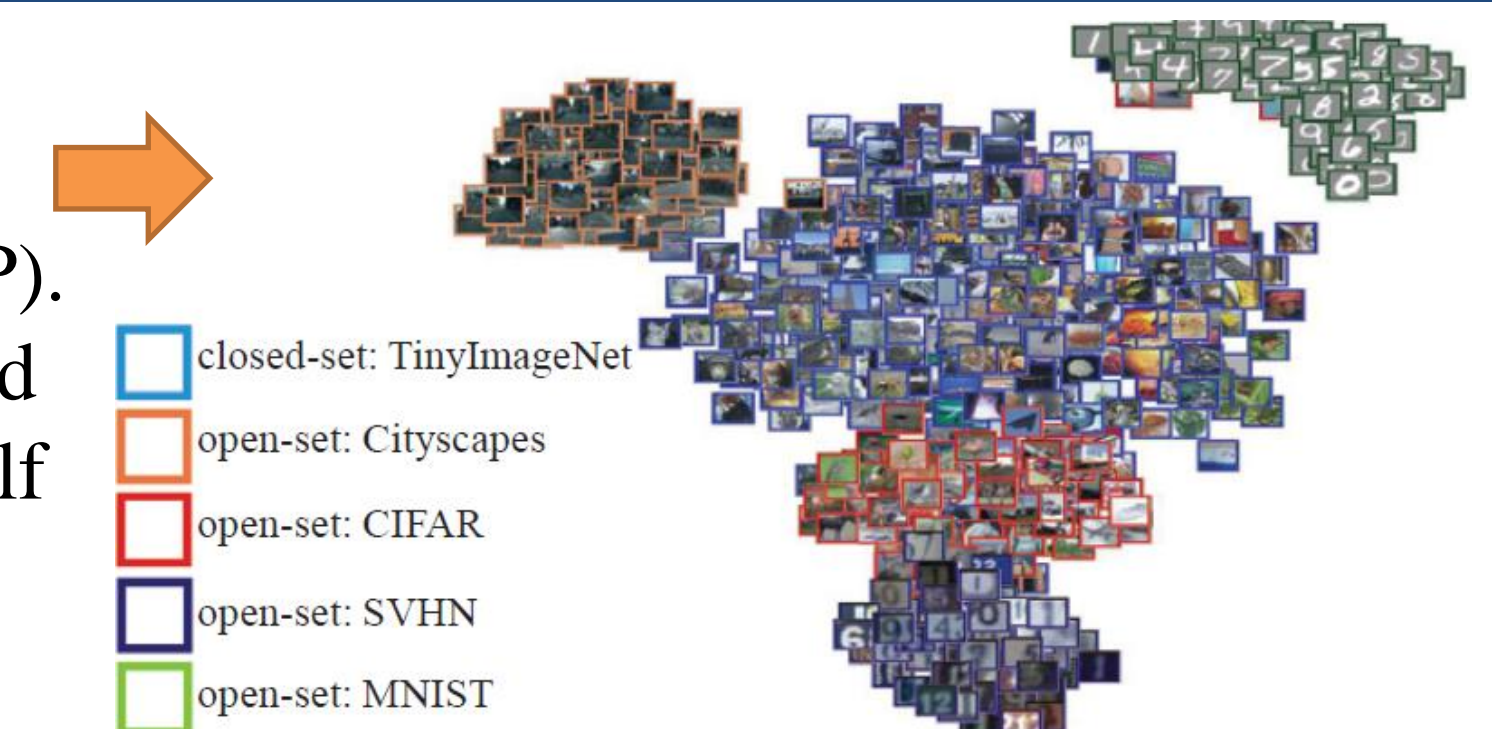 P).
d
lf
closed-set: TinyImageNet
open-set: Cityscapes
open-set: CIFAR
open-set: SVHN
open-set: MNIST